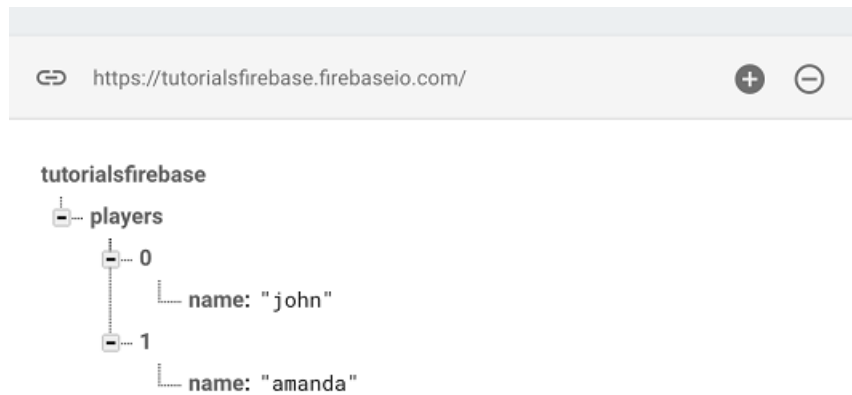 https://tutorialsfirebase.firebaseio.com/
tutorialsfirebase
players
0
name: "john"
1
name: "amanda"